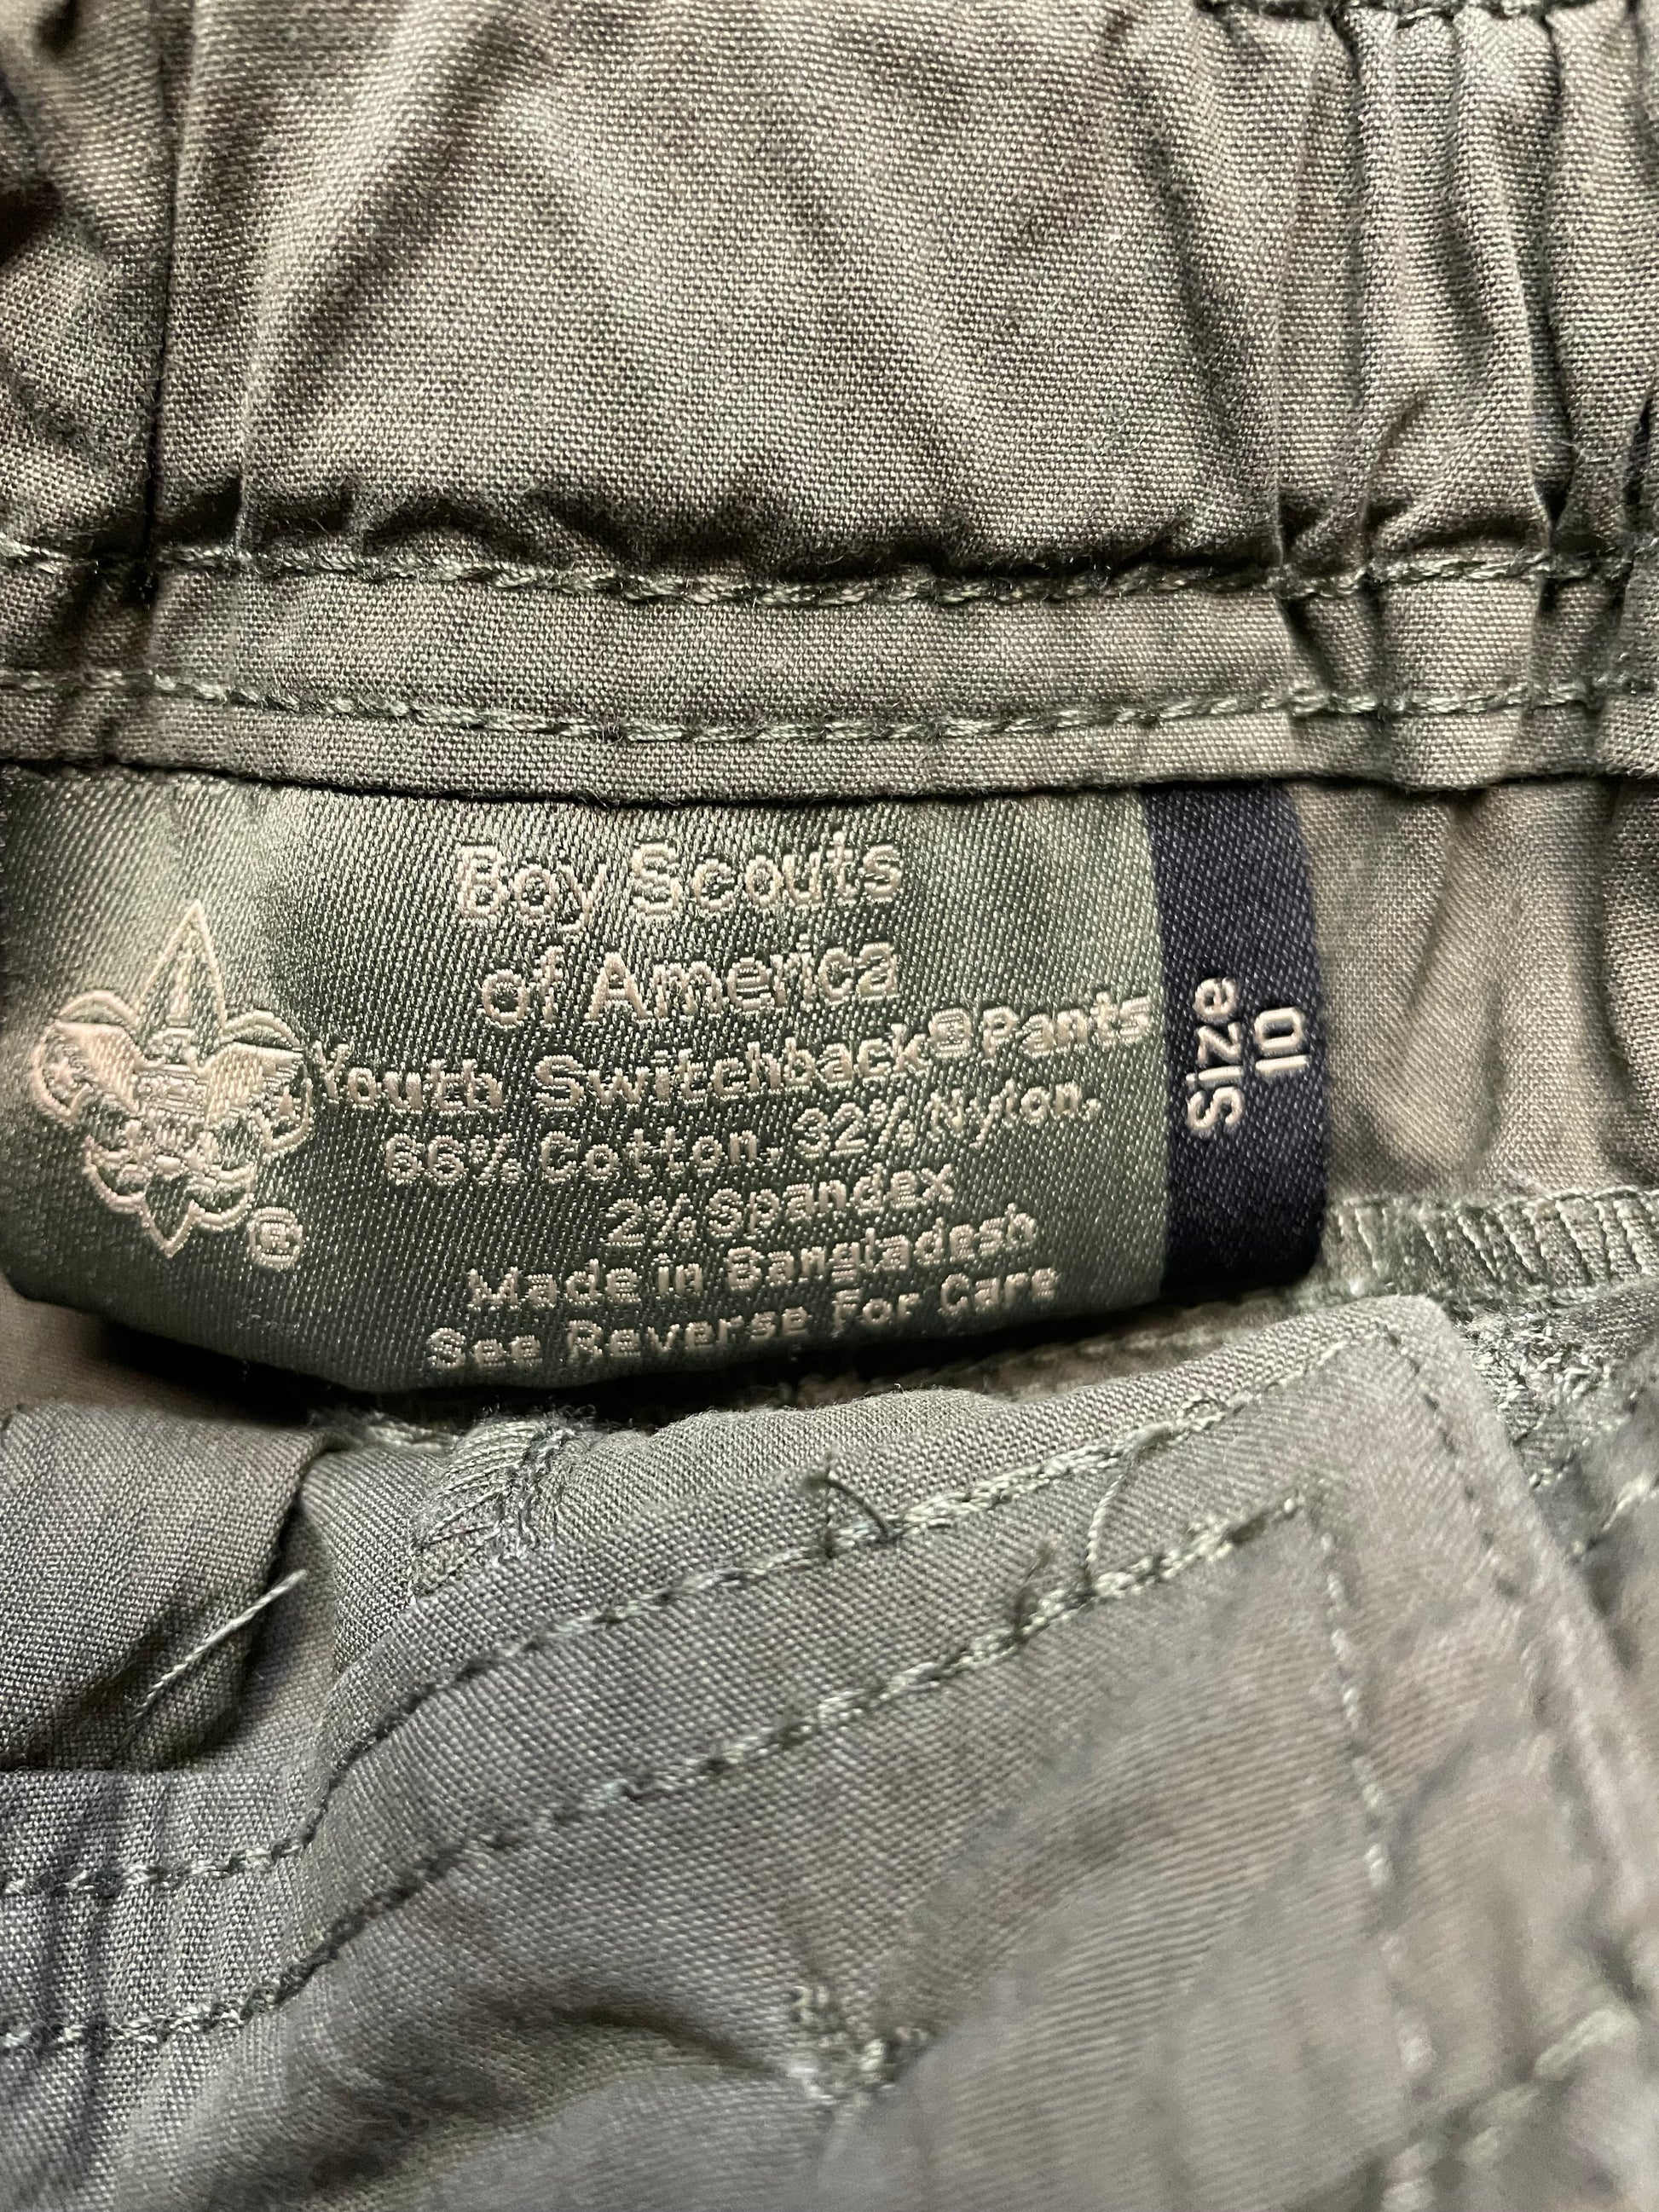 Boy Scouts
of America
Youth Switchback® Pants
66% Cotton, 32% Nylon,
2% Spandex
Made in Bangladesh
See Reverse For Care
®
Size
10